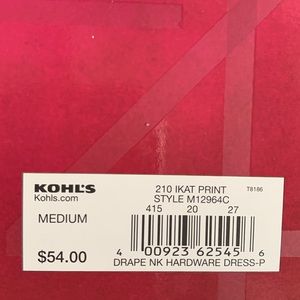 KOHL'S
Kohls.com
MEDIUM
$54.00
210 IKAT PRINT T8186
STYLE M12964C
415 20 27
4 00923 62545 6
DRAPE NK HARDWARE DRESS-P